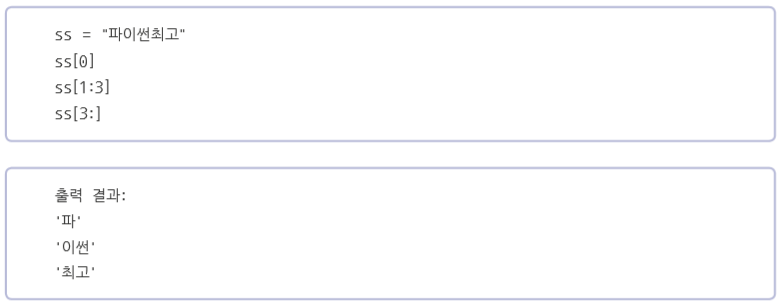 ss = "파이썬최고"
ss[0]
ss[1:3]
ss[3:]
출력 결과:
'파'
'이썬'
'최고'